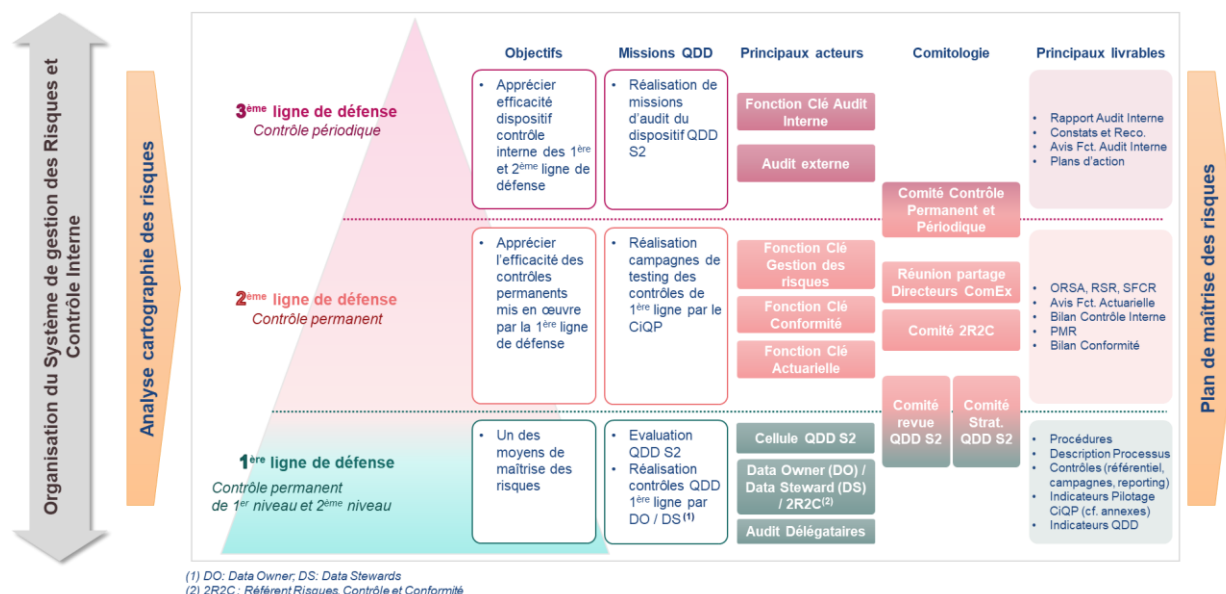 Organisation du Système de gestion des Risques et
Contrôle Interne
Analyse cartographie des risques
Objectifs
Missions QDD
Principaux acteurs
Comitologie
Principaux livrables
3ème ligne de défense
Contrôle périodique
• Apprécier
efficacité
dispositif
contrôle
interne des 1ère
et 2ème ligne de
défense
• Réalisation de
missions
d'audit du
dispositif QDD
S2
Fonction Clé Audit
Interne
Audit externe
Comité Contrôle
Permanent et
Périodique
• Rapport Audit Interne
• Constats et Reco.
• Avis Fct. Audit Interne
• Plans d'action
2ème ligne de défense
Contrôle permanent
• Apprécier
l'efficacité des
contrôles
permanents
mis en œuvre
par la 1ère ligne
de défense
• Réalisation
campagnes de
testing des
contrôles de
1ère ligne par le
CiQP
Fonction Clé
Gestion des
risques
Fonction Clé
Conformité
Fonction Clé
Actuarielle
Réunion partage
Directeurs ComEx
Comité 2R2C
• ORSA, RSR, SFCR
• Avis Fct. Actuarielle
• Bilan Contrôle Interne
• PMR
• Bilan Conformité
Comité
revue
QDD S2
Comité
Strat.
QDD S2
1ère ligne de défense
Contrôle permanent
de 1er niveau et 2ème niveau
• Un des
moyens de
maîtrise des
risques
• Evaluation
QDD S2
• Réalisation
contrôles QDD
1ère ligne par
DO / DS(1)
Cellule QDD S2
Data Owner (DO) /
Data Steward (DS)
/ 2R2C(2)
Audit Délégataires
• Procédures
• Description Processus
• Contrôles (référentiel,
campagnes, reporting)
• Indicateurs Pilotage
CiQP (cf. annexes)
• Indicateurs QDD
Plan de maîtrise des risques
(1) DO: Data Owner; DS: Data Stewards
(2) 2R2C : Référent Risques, Contrôle et Conformité